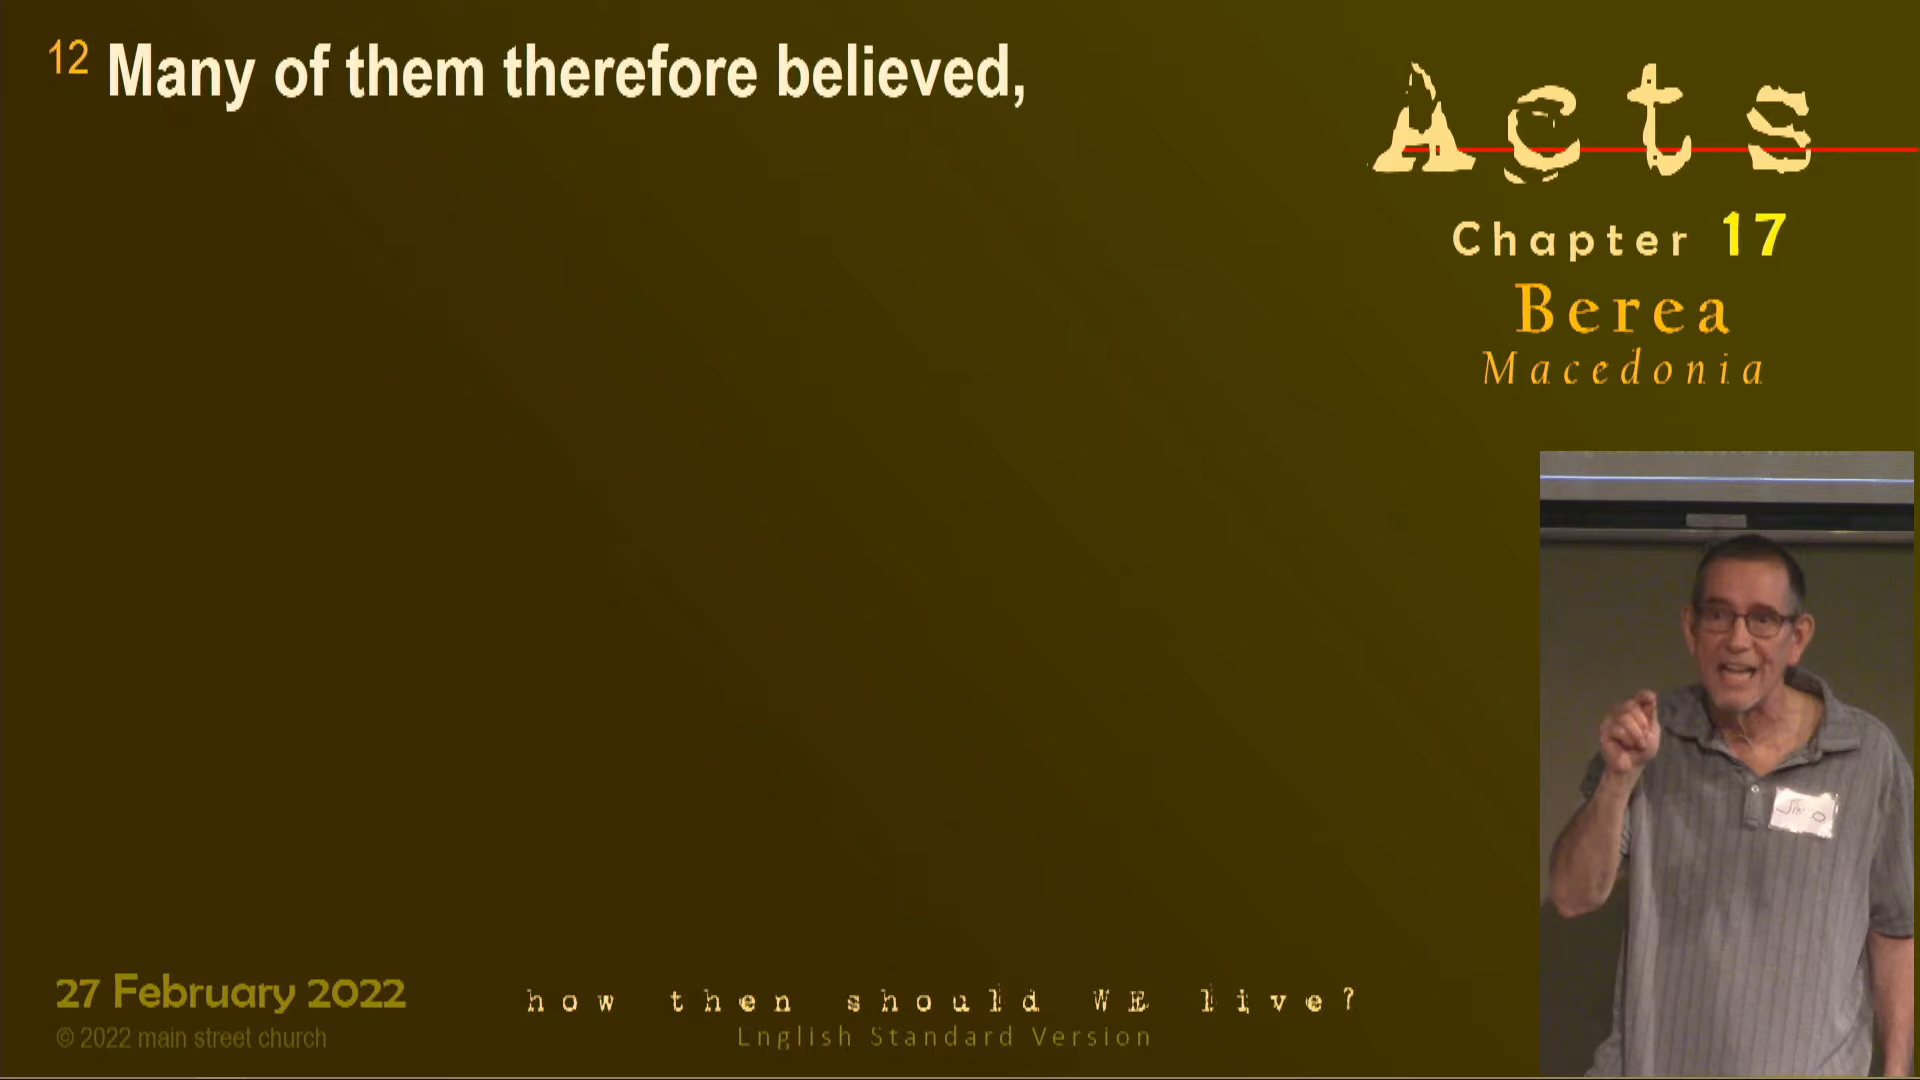 12 Many of them therefore believed,
Acts
Chapter 17
Berea
Macedonia
27 February 2022
how then should WE live?
© 2022 main street church
English Standard Version